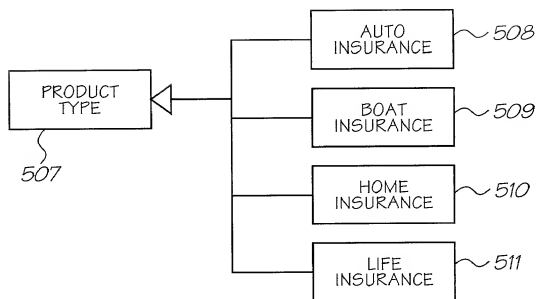 PRODUCT
TYPE
507
AUTO
INSURANCE
508
BOAT
INSURANCE
509
HOME
INSURANCE
510
LIFE
INSURANCE
511